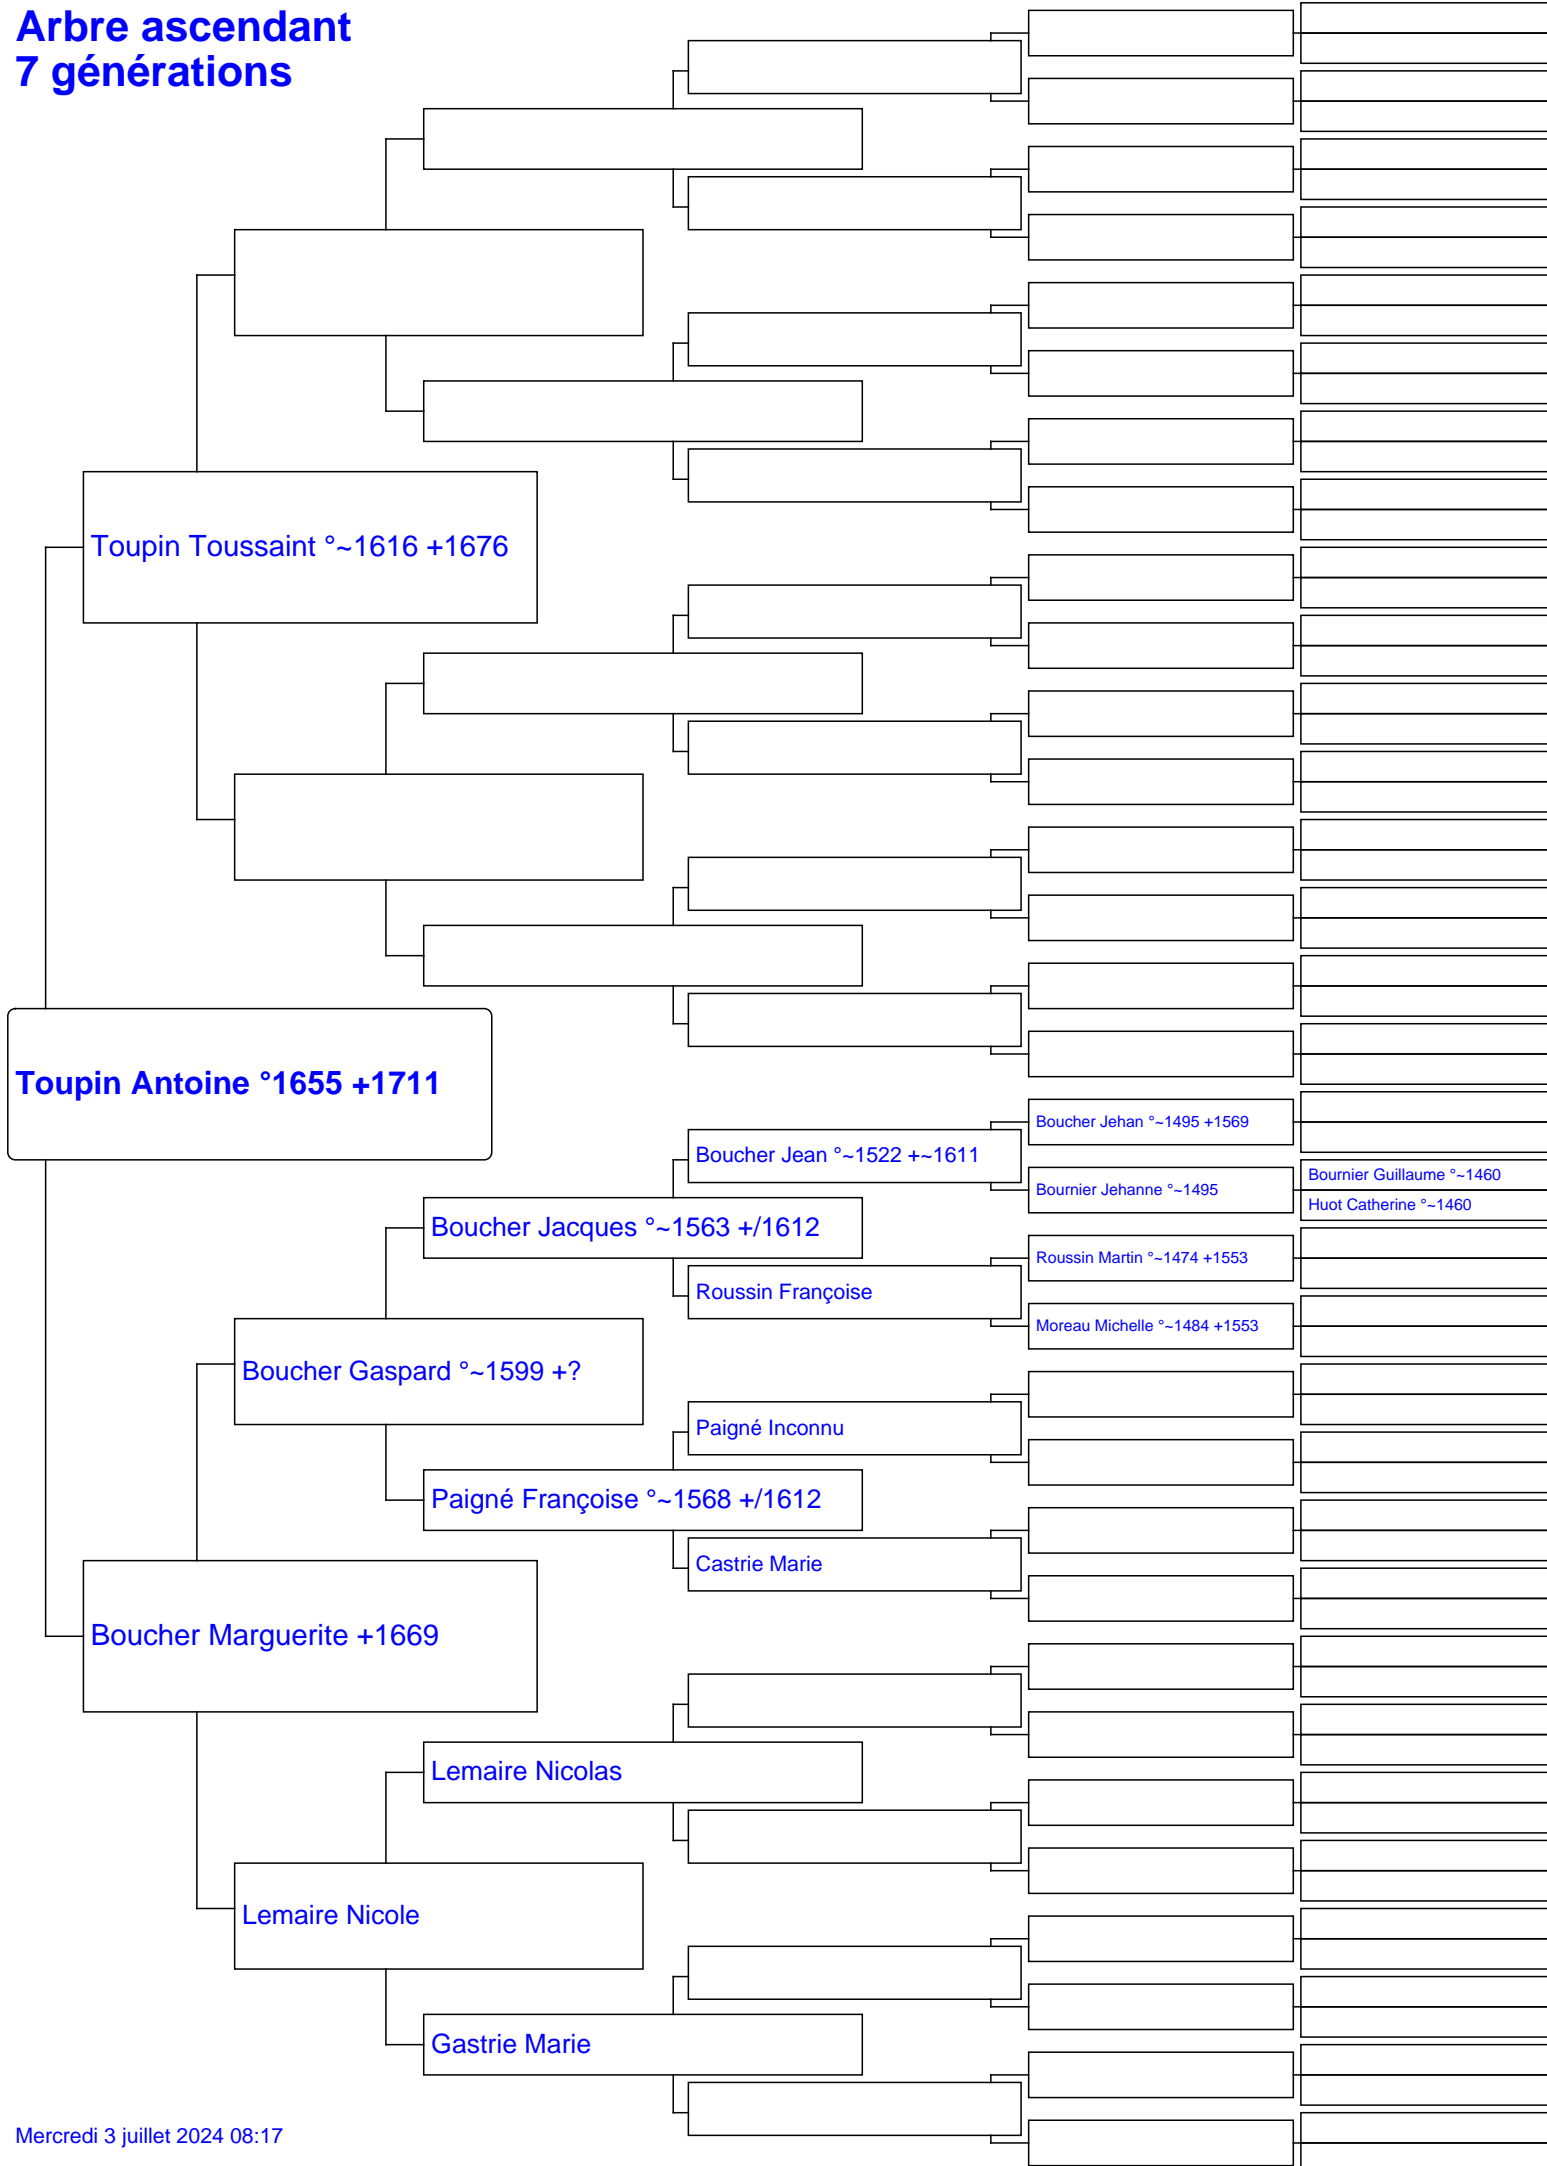 Arbre ascendant
7 générations
Toupin Toussaint °~1616 +1676
Toupin Antoine °1655 +1711
Boucher Jehan °~1495 +1569
Boucher Jean °~1522 +~1611
Bournier Guillaume °~1460
Bournier Jehanne °~1495
Huot Catherine °~1460
Boucher Jacques °~1563 +/1612
Roussin Martin °~1474 +1553
Roussin Françoise
Moreau Michelle °~1484 +1553
Boucher Gaspard °~1599 +?
Paigné Inconnu
Paigné Françoise °~1568 +/1612
Castrie Marie
Boucher Marguerite +1669
Lemaire Nicolas
Lemaire Nicole
Gastrie Marie
Mercredi 3 juillet 2024 08:17